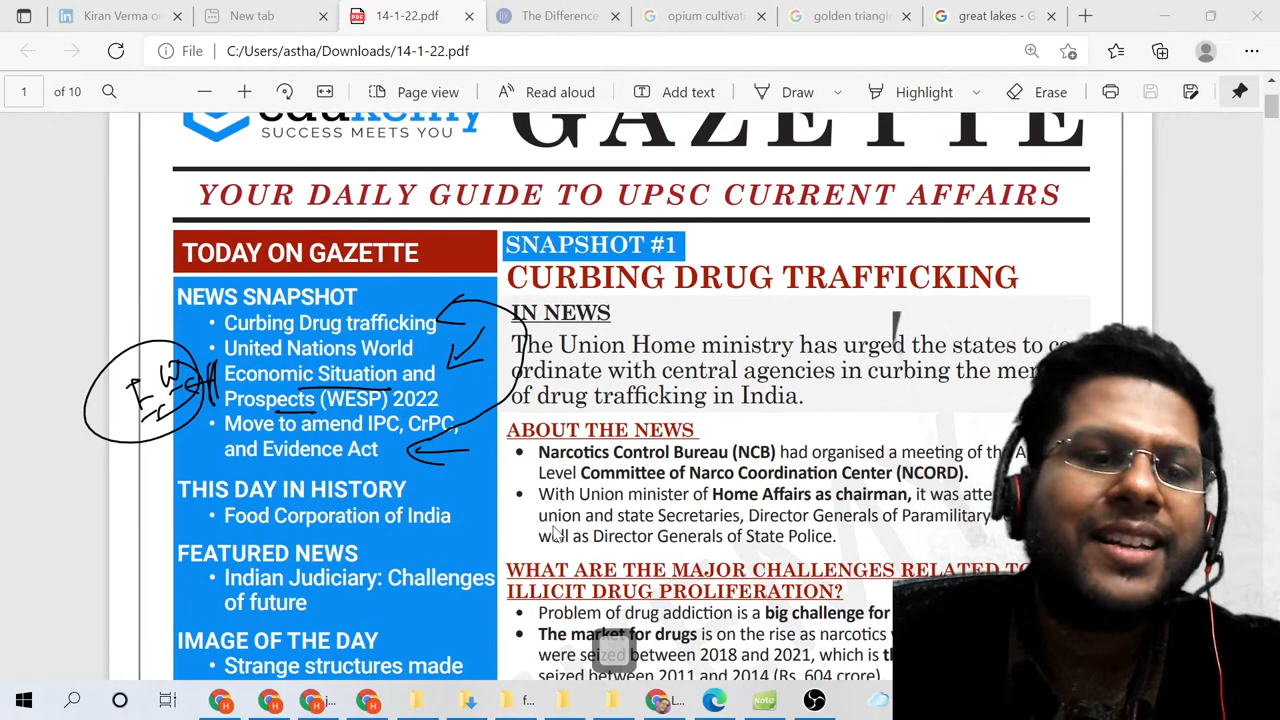 Kiran Verma on
New tab
14-1-22.pdf
The Difference
opium cultivati
golden triangle
great lakes - G
File
C:/Users/astha/Downloads/14-1-22.pdf
1
of 10
Page view
Read aloud
Add text
Draw
Highlight
Erase
edukemy
SUCCESS MEETS YOU
GAZETTE
YOUR DAILY GUIDE TO UPSC CURRENT AFFAIRS
TODAY ON GAZETTE
NEWS SNAPSHOT
• Curbing Drug trafficking
• United Nations World
Economic Situation and
Prospects (WESP) 2022
• Move to amend IPC, CrPC,
and Evidence Act
THIS DAY IN HISTORY
• Food Corporation of India
FEATURED NEWS
• Indian Judiciary: Challenges
of future
IMAGE OF THE DAY
• Strange structures made
SNAPSHOT #1
CURBING DRUG TRAFFICKING
IN NEWS
The Union Home ministry has urged the states to co
ordinate with central agencies in curbing the
of drug trafficking in India.
ABOUT THE NEWS
• Narcotics Control Bureau (NCB) had organised a meeting of the
Level Committee of Narco Coordination Center (NCORD).
• With Union minister of Home Affairs as chairman, it was
union and state Secretaries, Director Generals of Paramilitary
well as Director Generals of State Police.
WHAT ARE THE MAJOR CHALLENGES RELATED TO
ILLICIT DRUG PROLIFERATION?
• Problem of drug addiction is a big challenge for
• The market for drugs is on the rise as narcotics
were seized between 2018 and 2021, which is
seized between 2011 and 2014 (Rs. 604 crore)